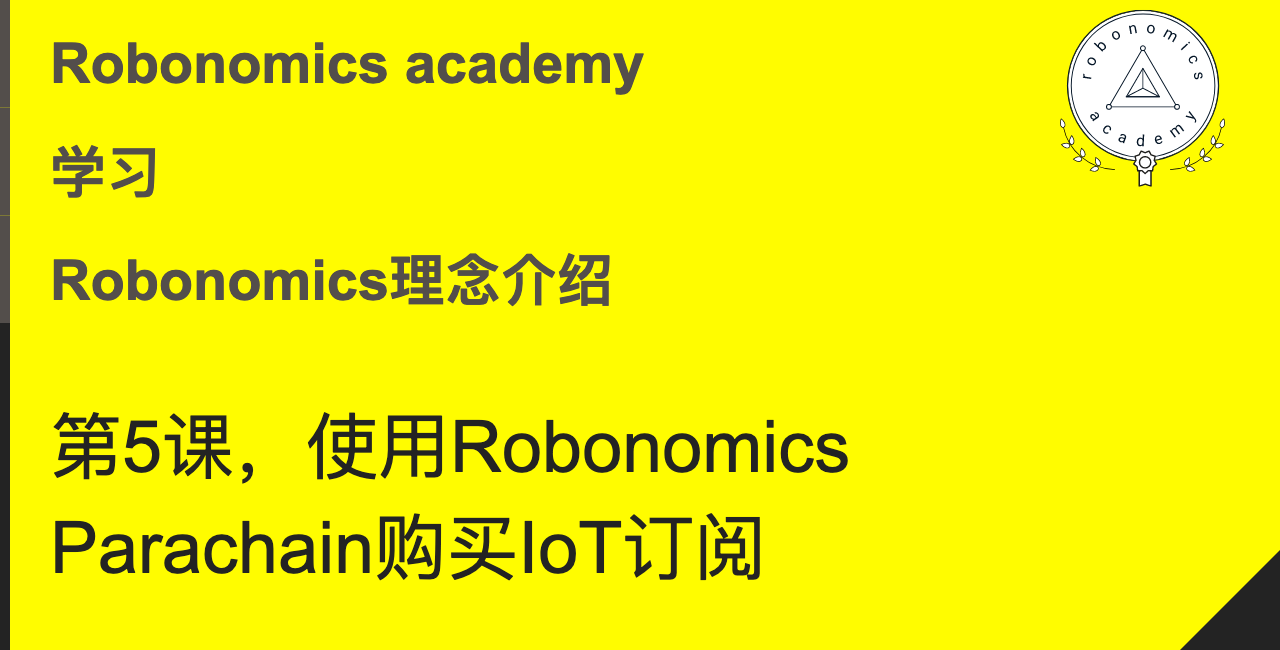 Robonomics academy
学习
Robonomics理念介绍
第5课，使用Robonomics
Parachain购买IoT订阅
robonomics
academy